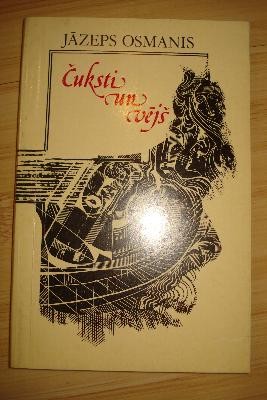 JĀZEPS OSMANIS
Čuksti
un
vējš